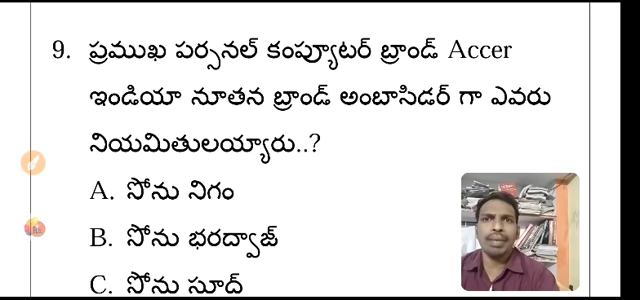 9. ప్రముఖ పర్సనల్ కంప్యూటర్ బ్రాండ్ Accer
ఇండియా నూతన బ్రాండ్ అంబాసిడర్ గా ఎవరు
నియమితులయ్యారు..?
A. సోను నిగం
B. సోను భరద్వాజ్
C. సోను సూద్